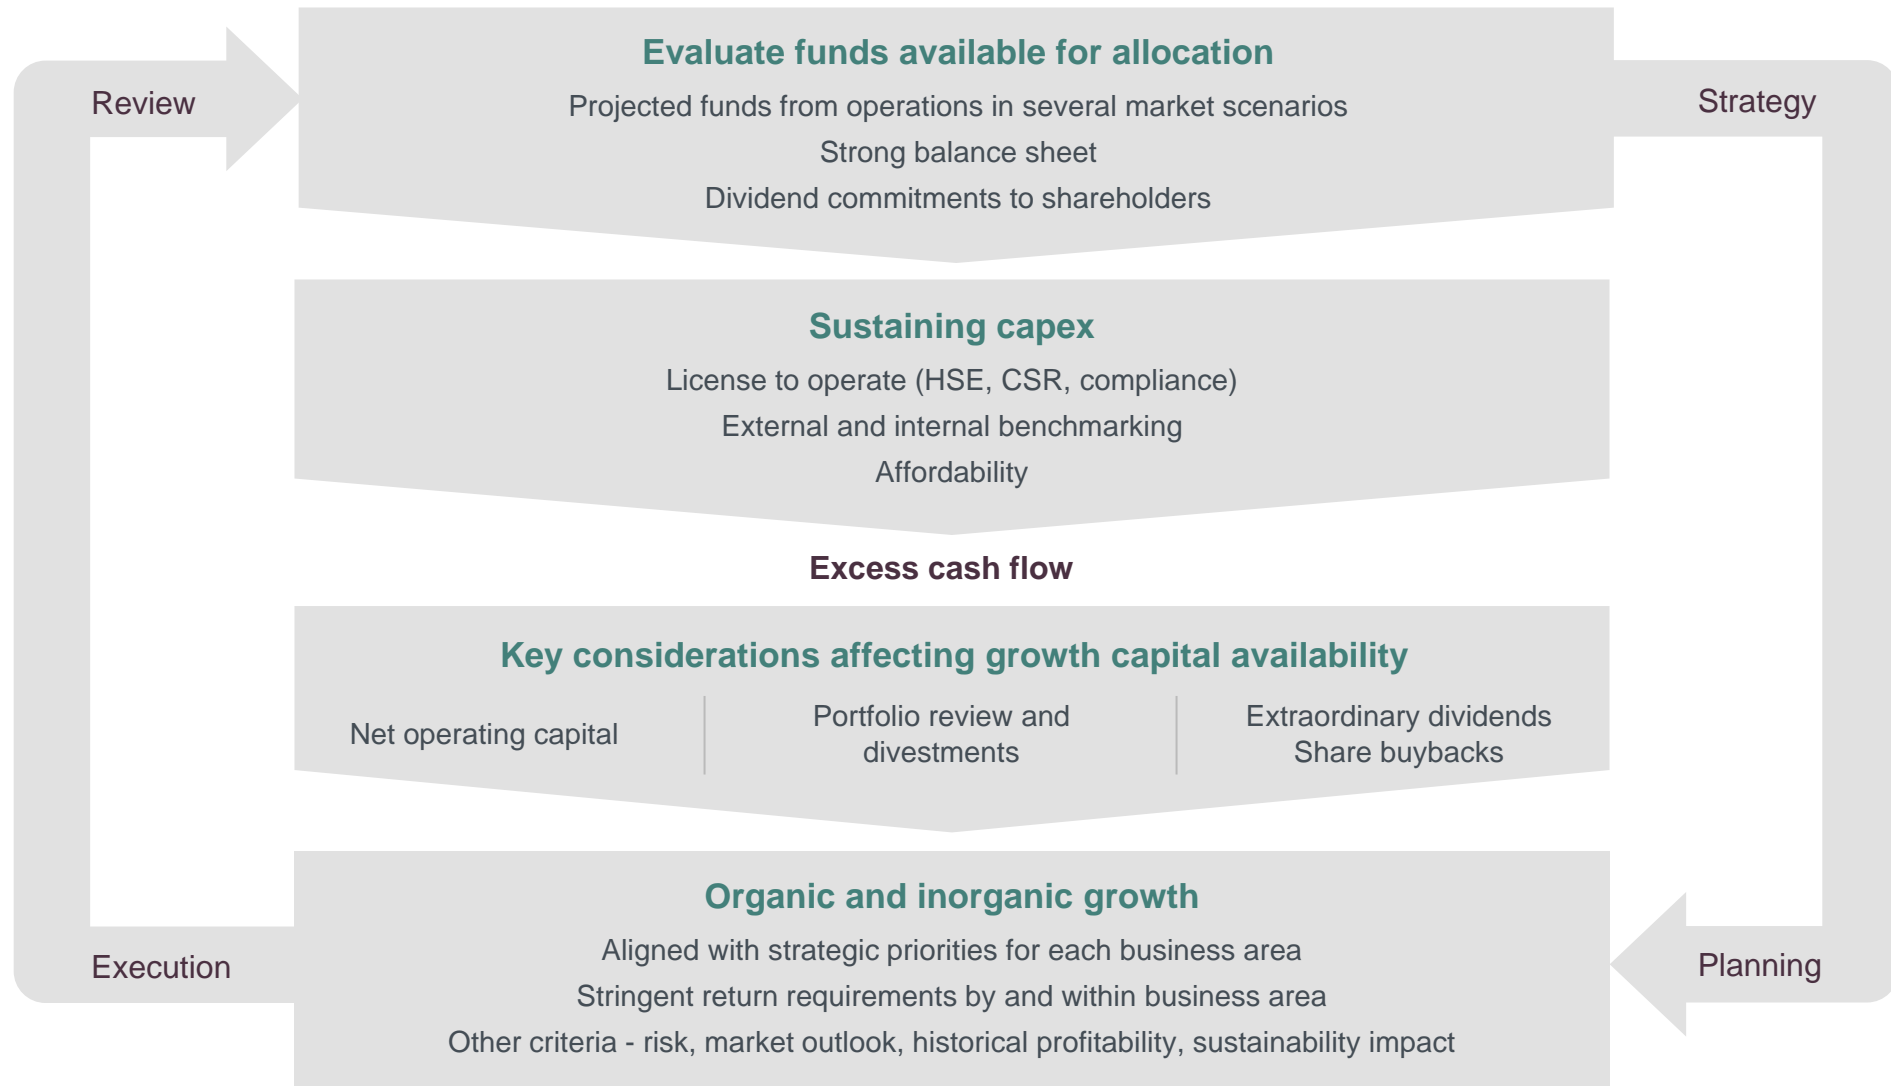 Evaluate funds available for allocation
Review
Strategy
Projected funds from operations in several market scenarios
Strong balance sheet
Dividend commitments to shareholders
Sustaining capex
License to operate (HSE, CSR, compliance)
External and internal benchmarking
Affordability
Excess cash flow
Key considerations affecting growth capital availability
Net operating capital
Portfolio review and
divestments
Extraordinary dividends
Share buybacks
Organic and inorganic growth
Aligned with strategic priorities for each business area
Execution
Planning
Stringent return requirements by and within business area
Other criteria - risk, market outlook, historical profitability, sustainability impact